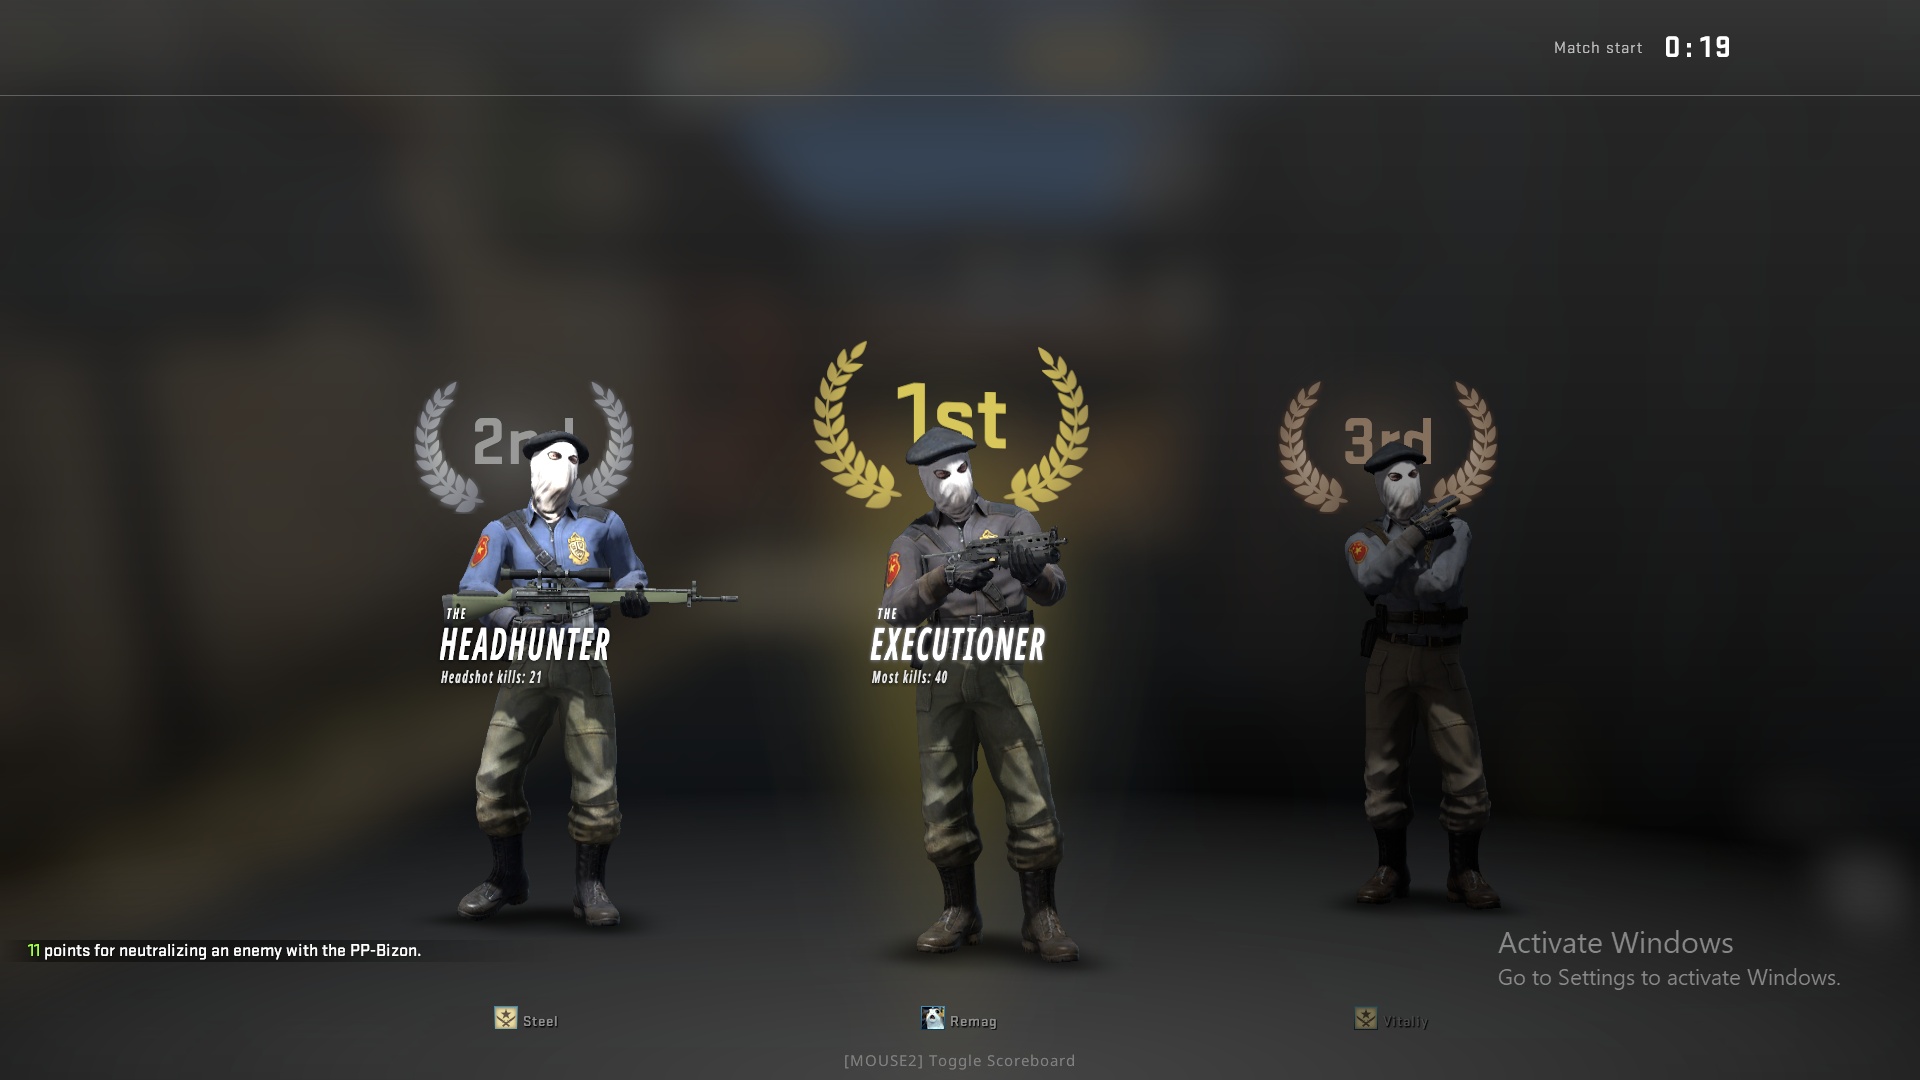 Match start 0:19
2nd
1st
3rd
THE
HEADHUNTER
Headshot kills: 21
THE
EXECUTIONER
Most kills: 40
11 points for neutralizing an enemy with the PP-Bizon.
Activate Windows
Go to Settings to activate Windows.
Steel
Remag
Vitaliy
[MOUSE2] Toggle Scoreboard